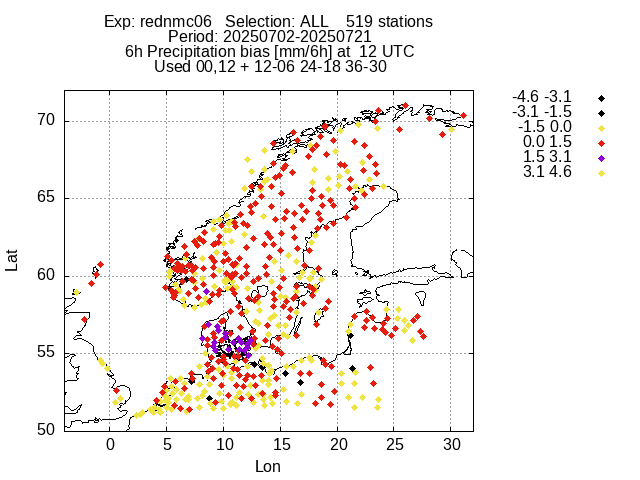 Exp: rednmc06 Selection: ALL 519 stations
Period: 20250702-20250721
6h Precipitation bias [mm/6h] at 12 UTC
Used 00,12 + 12-06 24-18 36-30
-4.6 -3.1
-3.1 -1.5
-1.5 0.0
0.0 1.5
1.5 3.1
3.1 4.6
70
65
60
55
50
Lat
0 5 10 15 20 25 30
Lon